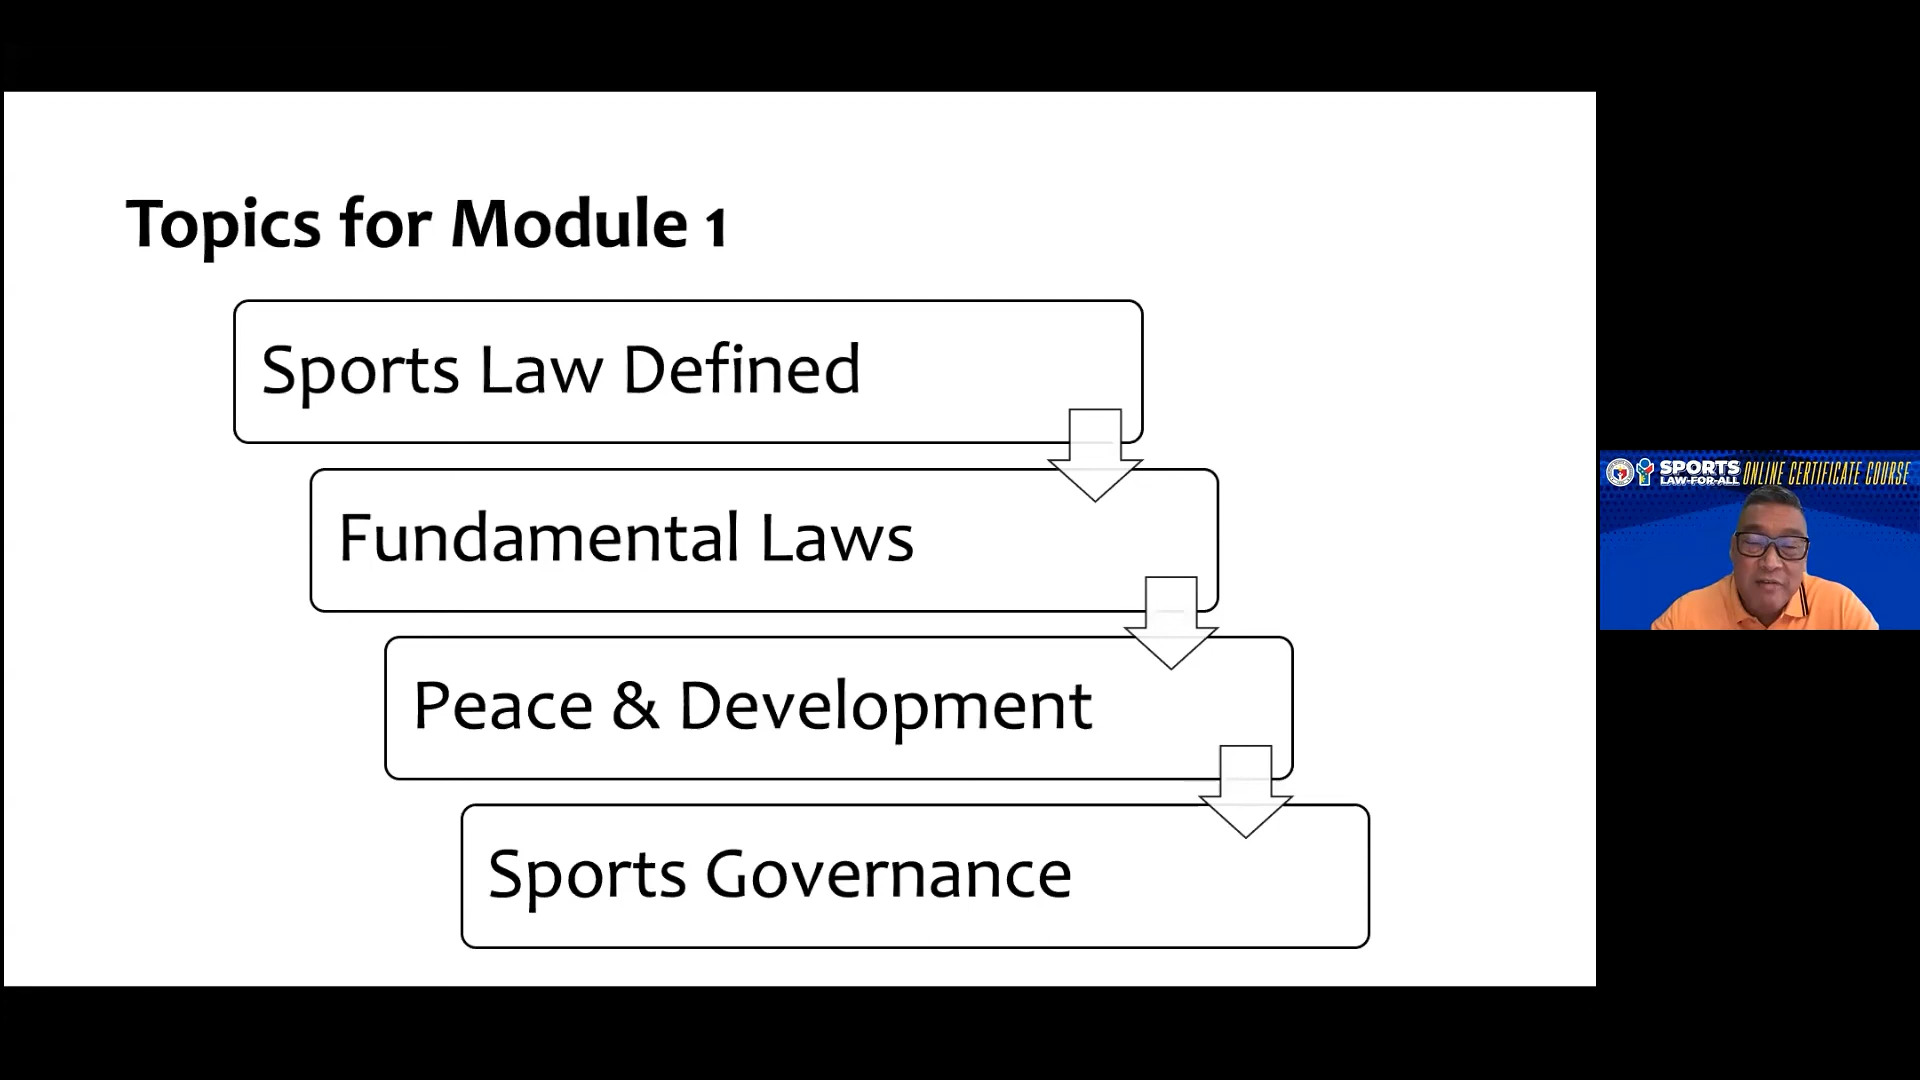 Topics for Module 1
Sports Law Defined
Fundamental Laws
Peace & Development
Sports Governance
SPORTS
LAW-FOR-ALL
ONLINE CERTIFICATE COURSE